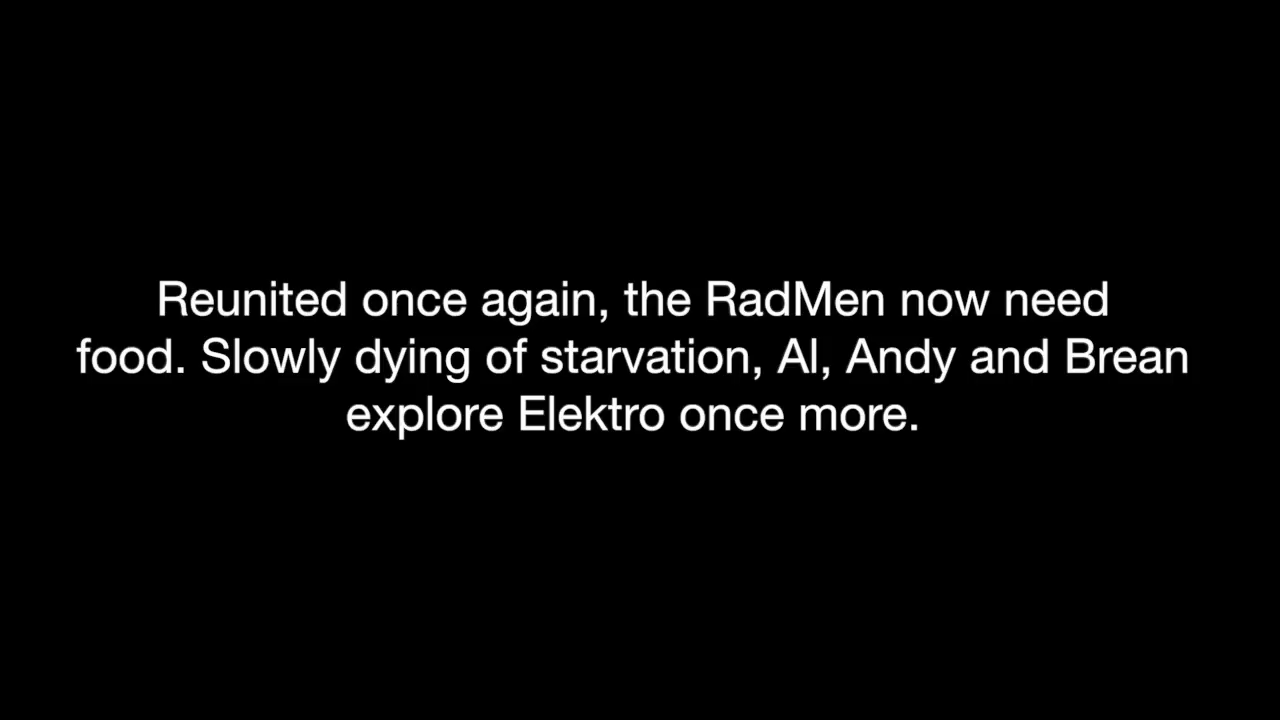 Reunited once again, the RadMen now need
food. Slowly dying of starvation, Al, Andy and Brean
explore Elektro once more.